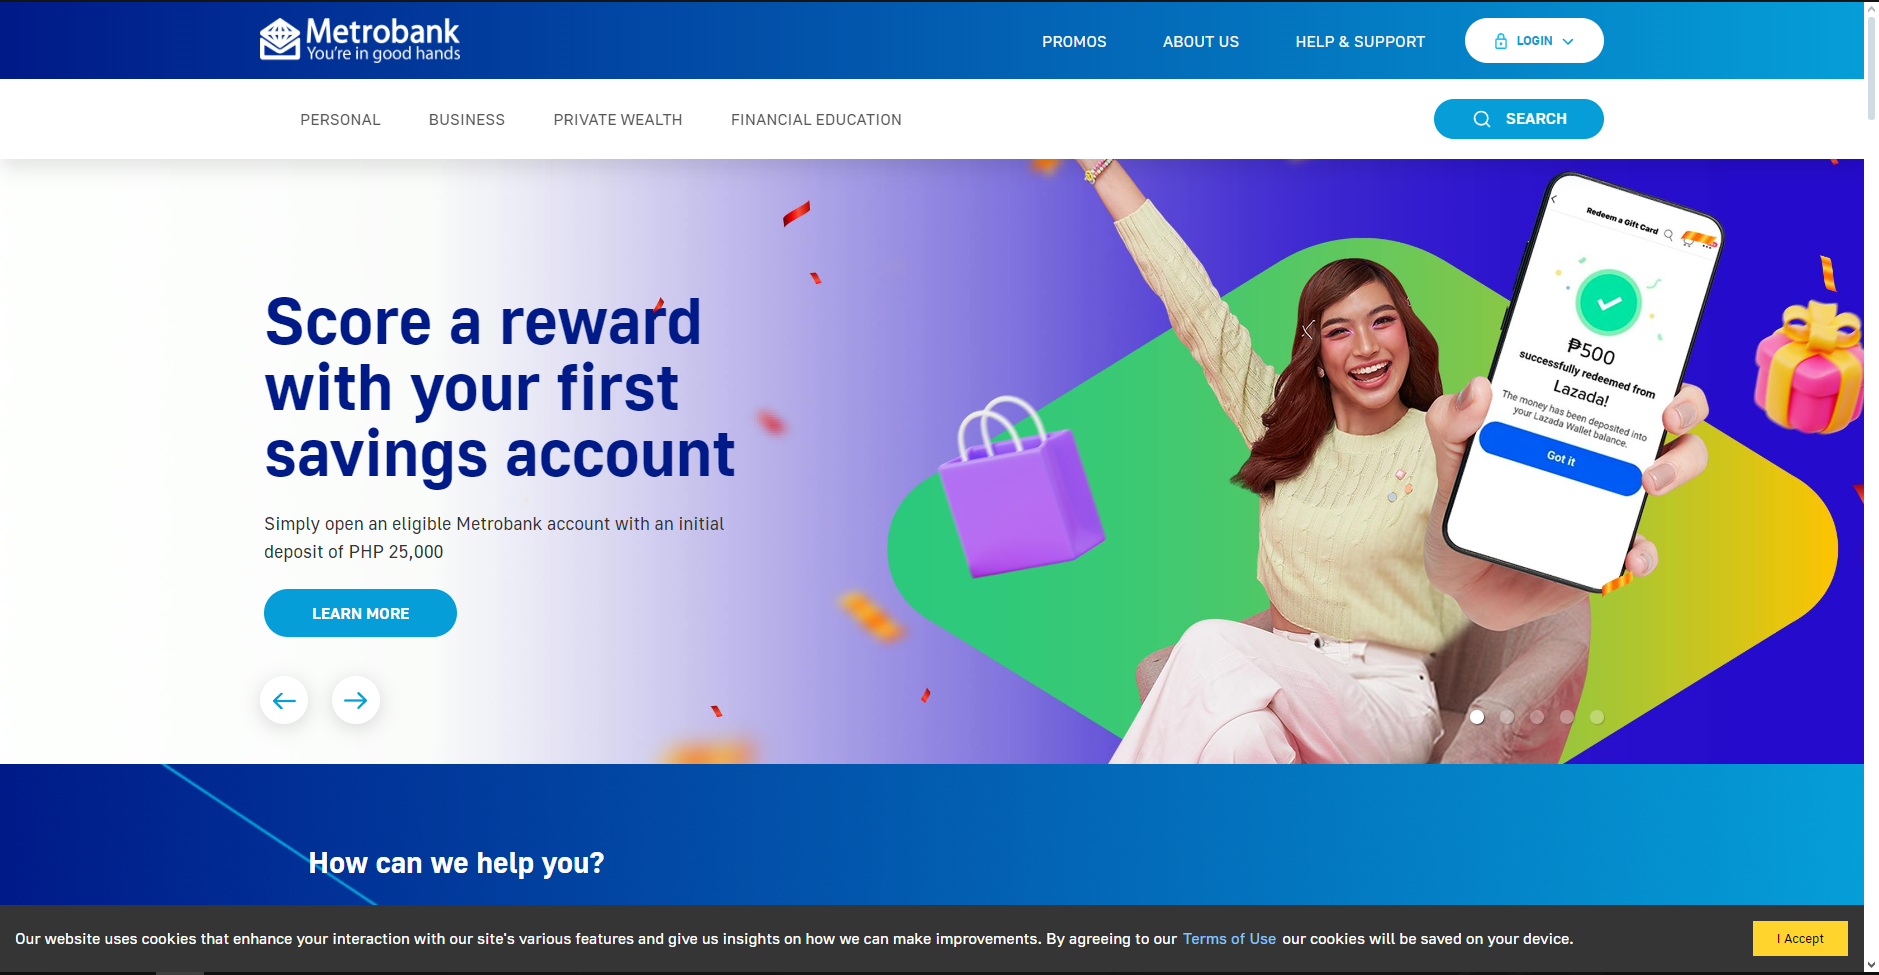 Metrobank
You're in good hands
PROMOS
ABOUT US
HELP & SUPPORT
LOGIN
PERSONAL
BUSINESS
PRIVATE WEALTH
FINANCIAL EDUCATION
SEARCH
Score a reward
with your first
savings account
Simply open an eligible Metrobank account with an initial
deposit of PHP 25,000
LEARN MORE
Redeem a Gift Card
₱500
successfully redeemed from
Lazada!
The money has been deposited into
your Lazada Wallet balance.
Got it
How can we help you?
Our website uses cookies that enhance your interaction with our site's various features and give us insights on how we can make improvements. By agreeing to our Terms of Use our cookies will be saved on your device.
I Accept